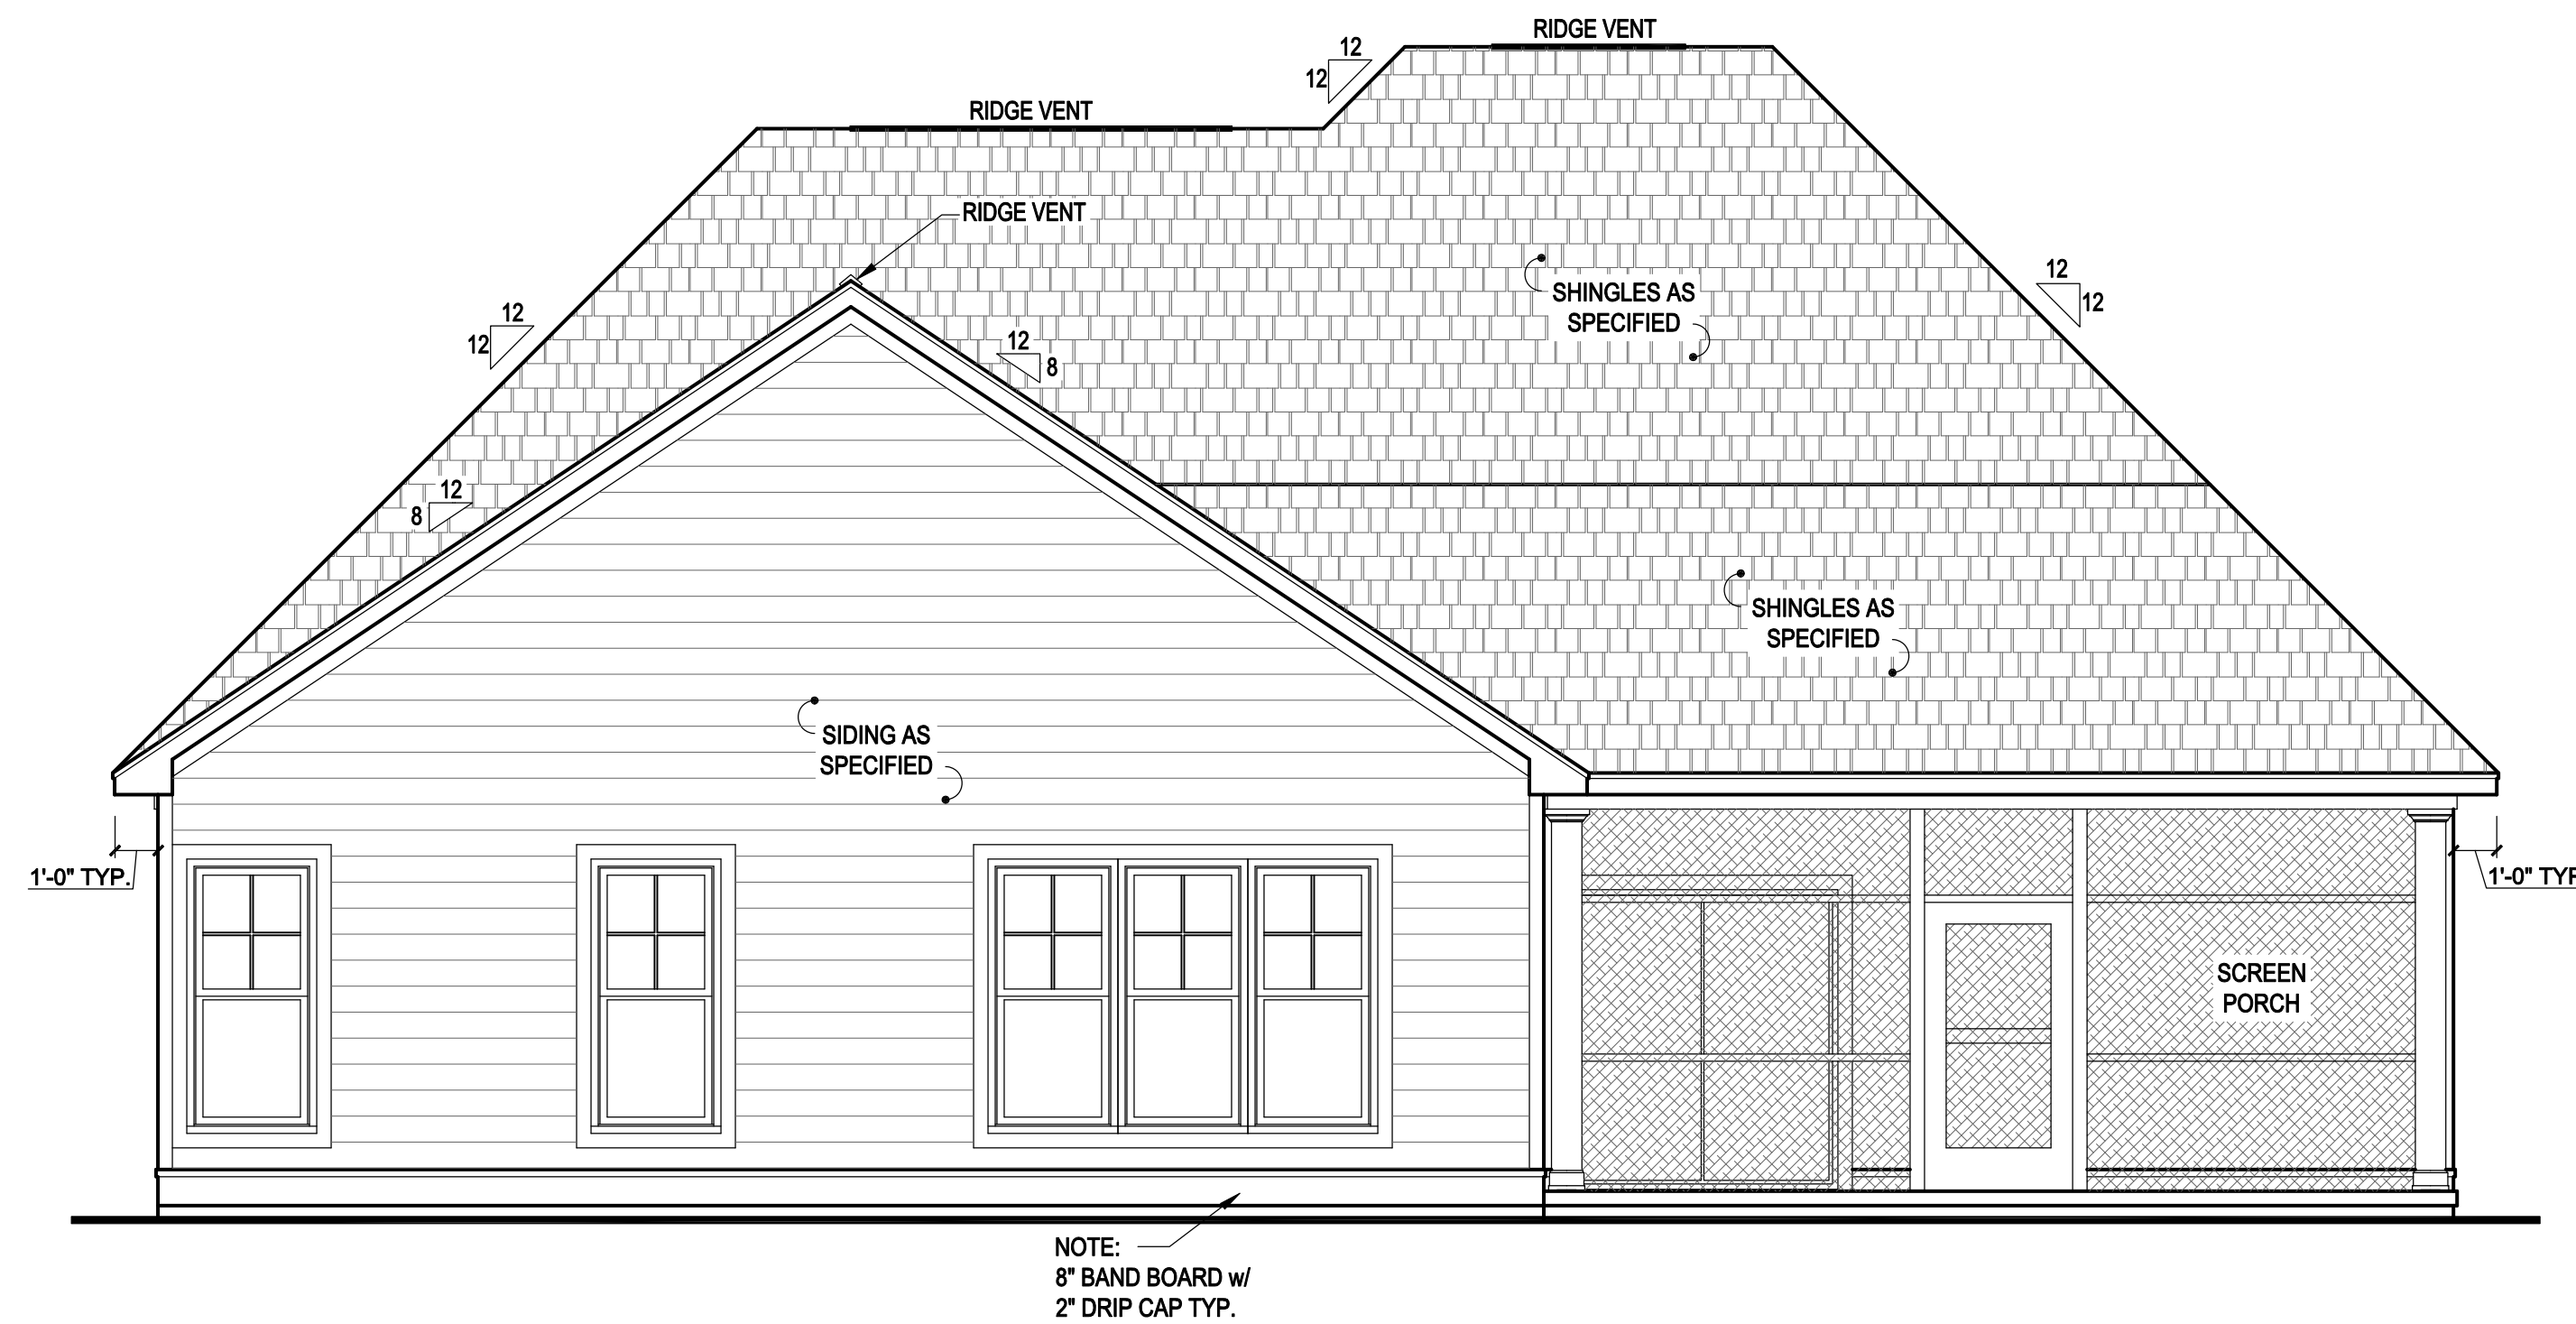 RIDGE VENT
12
12
RIDGE VENT
RIDGE VENT
12
12
SHINGLES AS
SPECIFIED
12
12
12
8
12
8
SHINGLES AS
SPECIFIED
SIDING AS
SPECIFIED
1'-0" TYP.
1'-0" TYP
SCREEN
PORCH
NOTE:
8" BAND BOARD w/
2" DRIP CAP TYP.